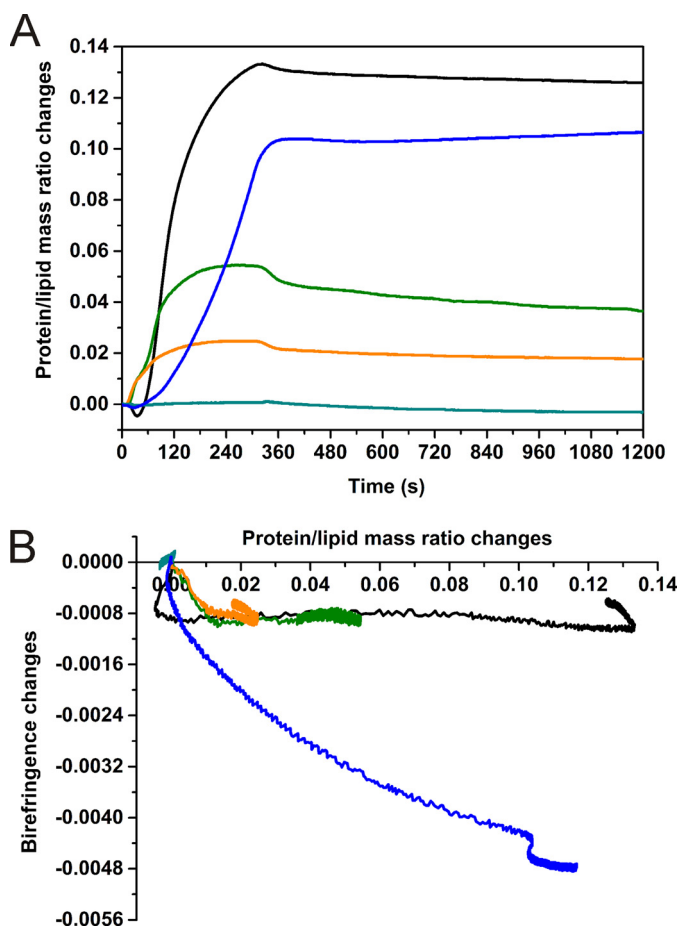 A
Protein/lipid mass ratio changes
0.14
0.12
0.10
0.08
0.06
0.04
0.02
0.00
0 120 240 360 480 600 720 840 960 1080 1200
Time (s)
B
Protein/lipid mass ratio changes
0.00 0.02 0.04 0.06 0.08 0.10 0.12 0.14
Birefringence changes
0.0000
-0.0008
-0.0016
-0.0024
-0.0032
-0.0040
-0.0048
-0.0056